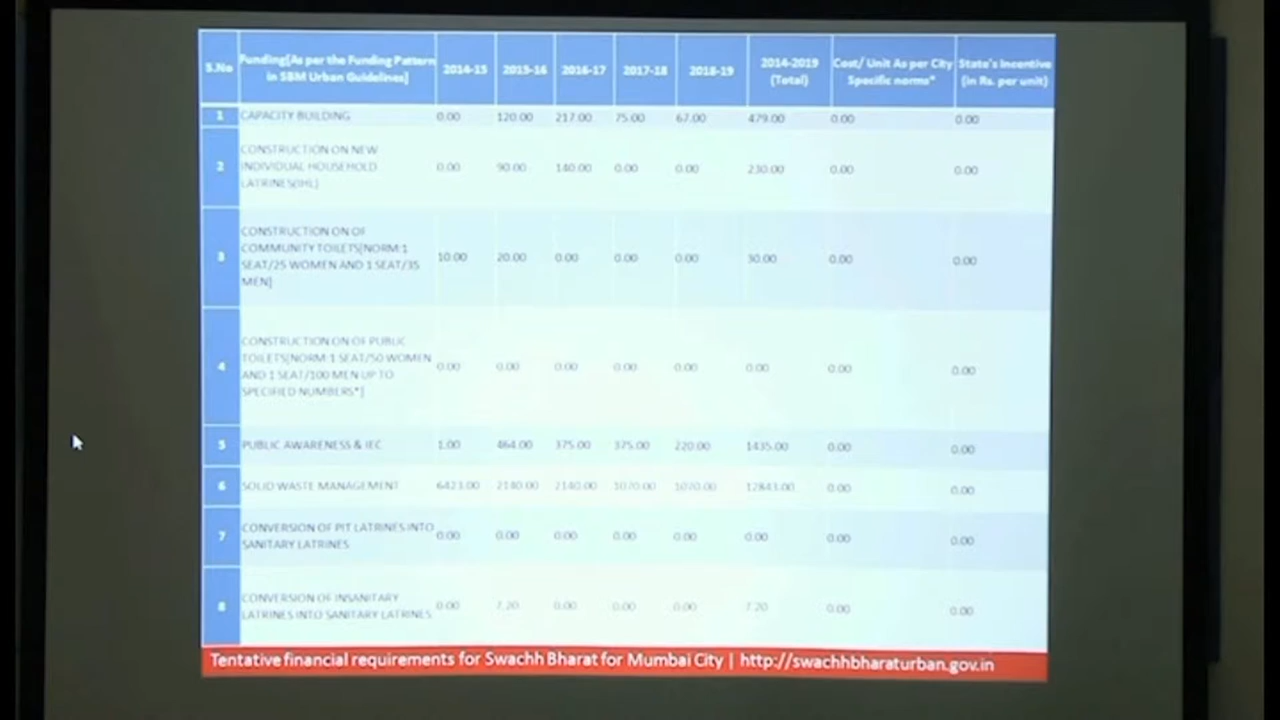 S.No Funding[As per the Funding Pattern in SBM Urban Guidelines] 2014-15 2015-16 2016-17 2017-18 2018-19 2014-2019 (Total) Cost/ Unit As per City Specific norms* State's Incentive (in Rs. per unit)
1 CAPACITY BUILDING 0.00 120.00 217.00 75.00 67.00 479.00 0.00 0.00
CONSTRUCTION ON NEW
2 INDIVIDUAL HOUSEHOLD 0.00 90.00 140.00 0.00 0.00 230.00 0.00 0.00
LATRINES(IHL)
CONSTRUCTION ON OF
COMMUNITY TOILETS[NORM:1
3 SEAT/25 WOMEN AND 1 SEAT/35 10.00 20.00 0.00 0.00 0.00 30.00 0.00 0.00
MEN]
CONSTRUCTION ON OF PUBLIC
TOILETS[NORM:1 SEAT/50 WOMEN
4 AND 1 SEAT/100 MEN UP TO 0.00 0.00 0.00 0.00 0.00 0.00 0.00 0.00
SPECIFIED NUMBERS*]
5 PUBLIC AWARENESS & IEC 1.00 464.00 375.00 375.00 220.00 1435.00 0.00 0.00
6 SOLID WASTE MANAGEMENT 6423.00 2140.00 2140.00 1070.00 1070.00 12843.00 0.00 0.00
7 CONVERSION OF PIT LATRINES INTO 0.00 0.00 0.00 0.00 0.00 0.00 0.00 0.00
SANITARY LATRINES
8 CONVERSION OF INSANITARY 0.00 7.20 0.00 0.00 0.00 7.20 0.00 0.00
LATRINES INTO SANITARY LATRINES
Tentative financial requirements for Swachh Bharat for Mumbai City | http://swachhbharaturban.gov.in